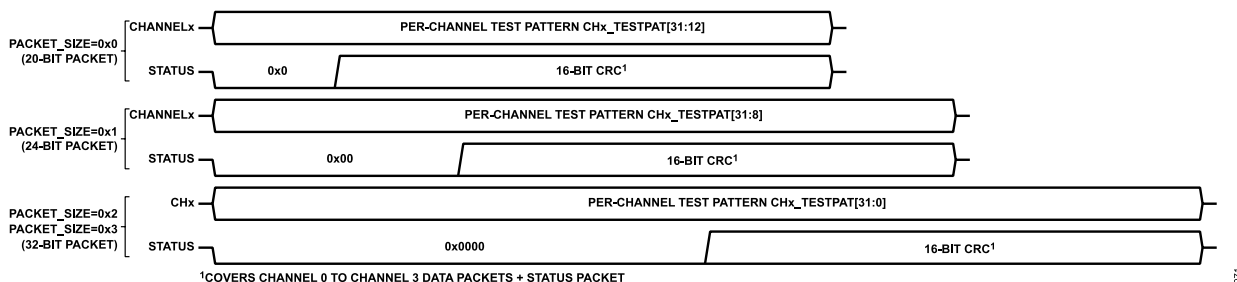 CHANNELx PER-CHANNEL TEST PATTERN CHx_TESTPAT[31:12]
PACKET_SIZE=0x0
(20-BIT PACKET)
STATUS 0x0 16-BIT CRC1
CHANNELx PER-CHANNEL TEST PATTERN CHx_TESTPAT[31:8]
PACKET_SIZE=0x1
(24-BIT PACKET)
STATUS 0x00 16-BIT CRC1
CHx PER-CHANNEL TEST PATTERN CHx_TESTPAT[31:0]
PACKET_SIZE=0x2
PACKET_SIZE=0x3
(32-BIT PACKET)
STATUS 0x0000 16-BIT CRC1
1COVERS CHANNEL 0 TO CHANNEL 3 DATA PACKETS + STATUS PACKET